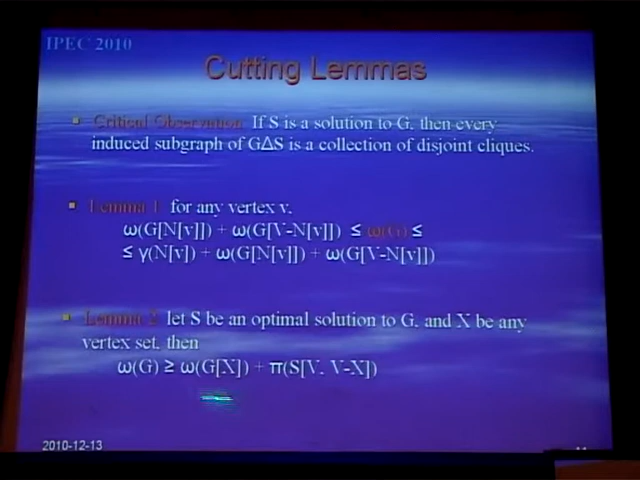 IPEC 2010
Cutting Lemmas
Critical Observation If S is a solution to G, then every
induced subgraph of GΔS is a collection of disjoint cliques.
Lemma 1 for any vertex v,
ω(G[N[v]]) + ω(G[V-N[v]]) ≤ ω(G) ≤
≤ γ(N[v]) + ω(G[N[v]]) + ω(G[V-N[v]])
Lemma 2 let S be an optimal solution to G, and X be any
vertex set, then
ω(G) ≥ ω(G[X]) + π(S[V, V-X])
2010-12-13